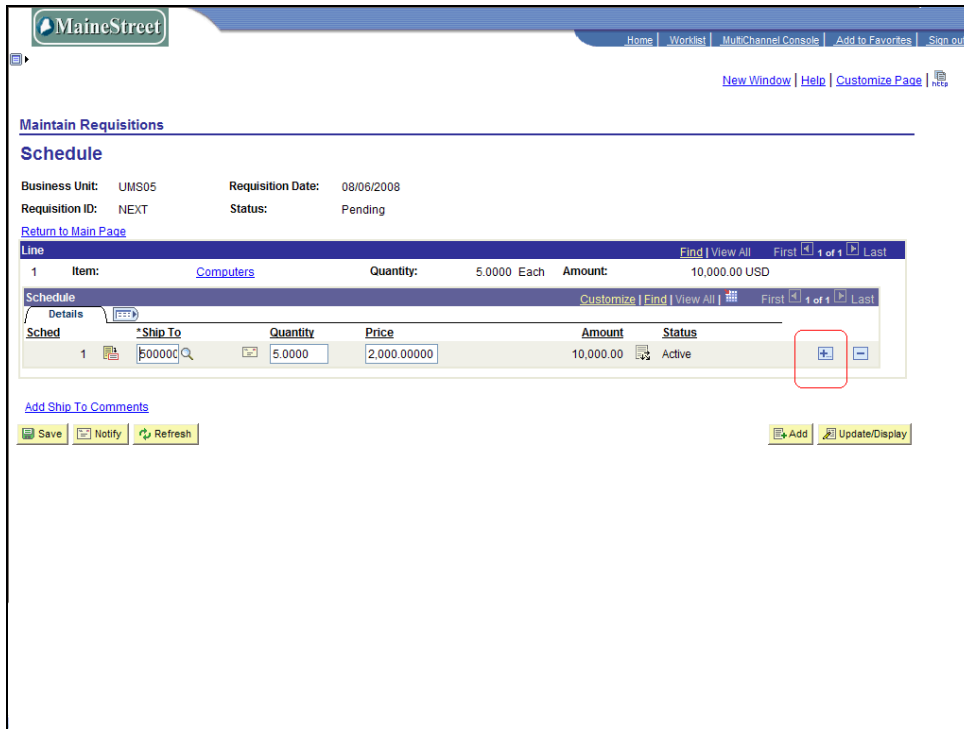 MaineStreet
Home | Worklist | MultiChannel Console | Add to Favorites | Sign out
New Window | Help | Customize Page |
http
Maintain Requisitions
Schedule
Business Unit: UMS05 Requisition Date: 08/06/2008
Requisition ID: NEXT Status: Pending
Return to Main Page
Line Find | View All First 1 of 1 Last
1 Item: Computers Quantity: 5.0000 Each Amount: 10,000.00 USD
Schedule Customize | Find | View All | First 1 of 1 Last
Details
Sched *Ship To Quantity Price Amount Status
1 500000 5.0000 2,000.00000 10,000.00 Active
Add Ship To Comments
Save Notify Refresh Add Update/Display